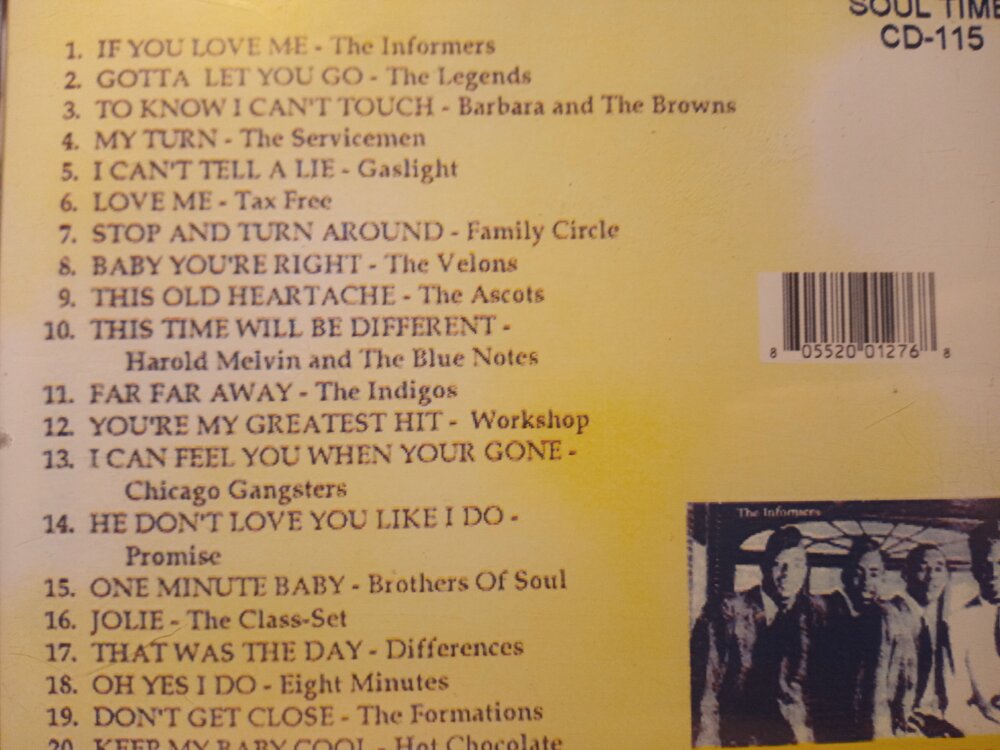 SOUL TIME
CD-115
1. IF YOU LOVE ME - The Informers
2. GOTTA LET YOU GO - The Legends
3. TO KNOW I CAN'T TOUCH - Barbara and The Browns
4. MY TURN - The Servicemen
5. I CAN'T TELL A LIE - Gaslight
6. LOVE ME - Tax Free
7. STOP AND TURN AROUND - Family Circle
8. BABY YOU'RE RIGHT - The Velons
9. THIS OLD HEARTACHE - The Ascots
10. THIS TIME WILL BE DIFFERENT -
Harold Melvin and The Blue Notes
11. FAR FAR AWAY - The Indigos
12. YOU'RE MY GREATEST HIT - Workshop
13. I CAN FEEL YOU WHEN YOUR GONE -
Chicago Gangsters
14. HE DON'T LOVE YOU LIKE I DO -
Promise
15. ONE MINUTE BABY - Brothers Of Soul
16. JOLIE - The Class-Set
17. THAT WAS THE DAY - Differences
18. OH YES I DO - Eight Minutes
19. DON'T GET CLOSE - The Formations
20. KEEP MY BABY COOL - Hot Chocolate
8 05520 01276 8
The Informers